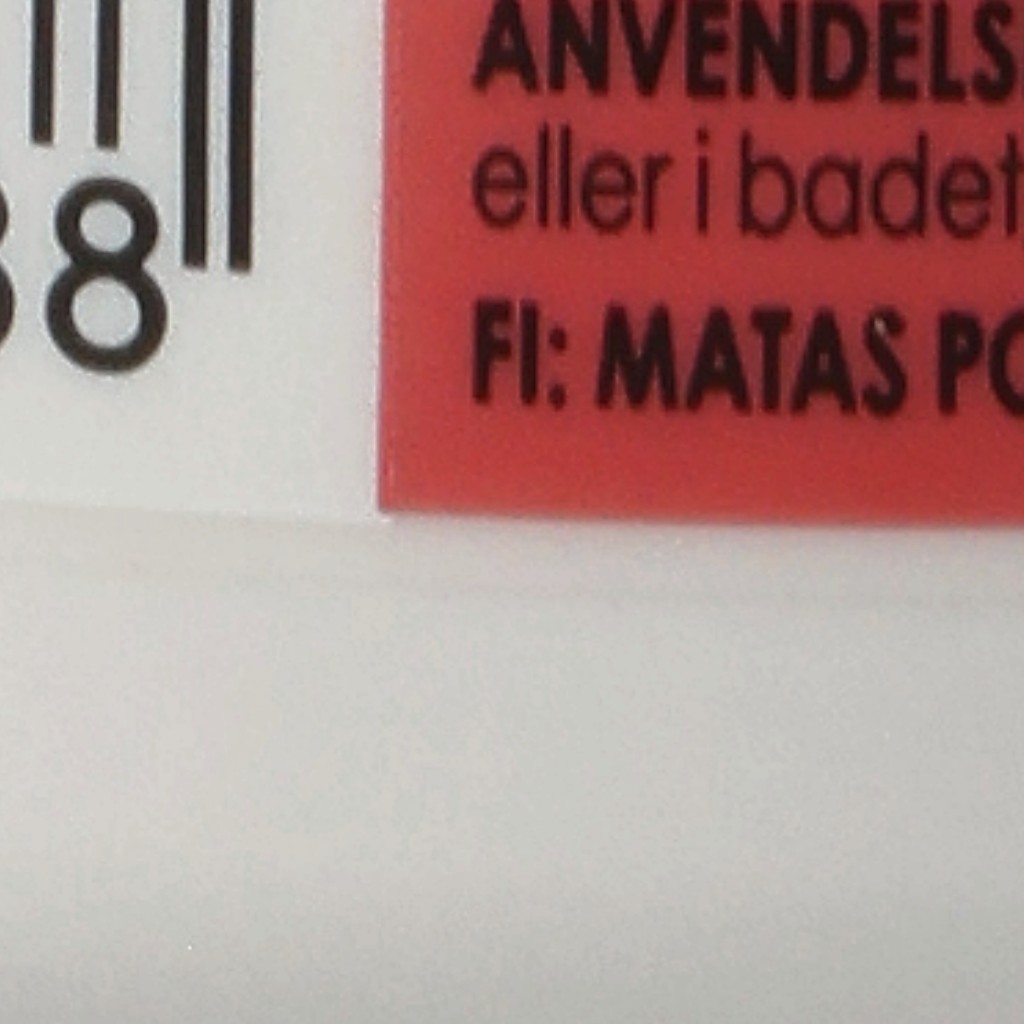 ANVENDELS
eller i badet
FI: MATAS
8